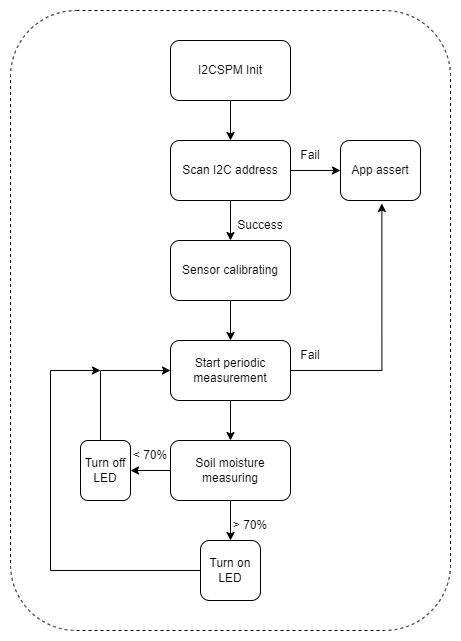 I2CSPM Init
Fail
Scan I2C address
App assert
Success
Sensor calibrating
Fail
Start periodic
measurement
< 70%
Turn off
LED
Soil moisture
measuring
> 70%
Turn on
LED